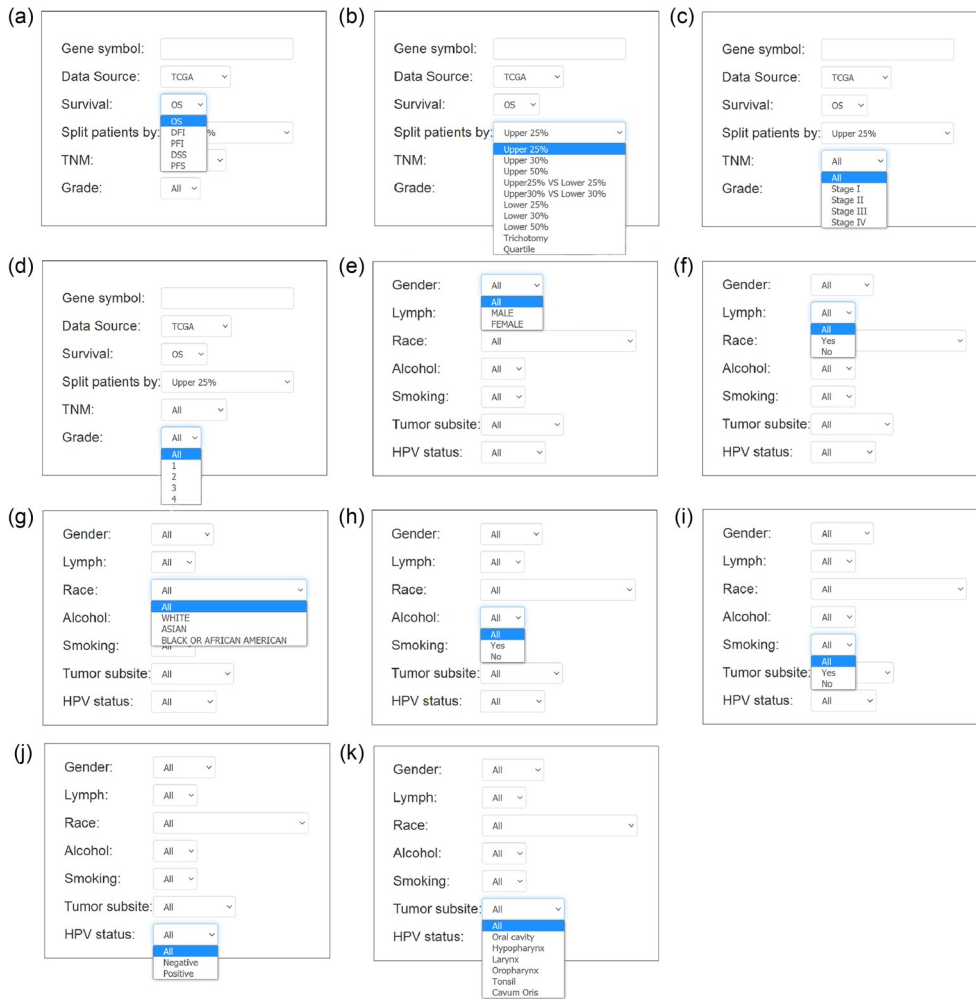 (a)
Gene symbol:
Data Source: TCGA
Survival: OS
OS
DFI
PFI
DSS
PFS
Split patients by: %
TNM:
Grade: All
(b)
Gene symbol:
Data Source: TCGA
Survival: OS
Split patients by: Upper 25%
Upper 25%
Upper 30%
Upper 50%
Upper25% VS Lower 25%
Upper30% VS Lower 30%
Lower 25%
Lower 30%
Lower 50%
Trichotomy
Quartile
TNM:
Grade:
(c)
Gene symbol:
Data Source: TCGA
Survival: OS
Split patients by: Upper 25%
TNM: All
All
Stage I
Stage II
Stage III
Stage IV
Grade:
(d)
Gene symbol:
Data Source: TCGA
Survival: OS
Split patients by: Upper 25%
TNM: All
Grade: All
All
1
2
3
4
(e)
Gender: All
All
MALE
FEMALE
Lymph:
Race: All
Alcohol: All
Smoking: All
Tumor subsite: All
HPV status: All
(f)
Gender: All
Lymph: All
All
Yes
No
Race:
Alcohol: All
Smoking: All
Tumor subsite: All
HPV status: All
(g)
Gender: All
Lymph: All
Race: All
All
WHITE
ASIAN
BLACK OR AFRICAN AMERICAN
Alcohol:
Smoking: All
Tumor subsite: All
HPV status: All
(h)
Gender: All
Lymph: All
Race: All
Alcohol: All
All
Yes
No
Smoking:
Tumor subsite: All
HPV status: All
(i)
Gender: All
Lymph: All
Race: All
Alcohol: All
Smoking: All
All
Yes
No
Tumor subsite:
HPV status: All
(j)
Gender: All
Lymph: All
Race: All
Alcohol: All
Smoking: All
Tumor subsite: All
HPV status: All
All
Negative
Positive
(k)
Gender: All
Lymph: All
Race: All
Alcohol: All
Smoking: All
Tumor subsite: All
All
Oral cavity
Hypopharynx
Larynx
Oropharynx
Tonsil
Cavum Oris
HPV status: